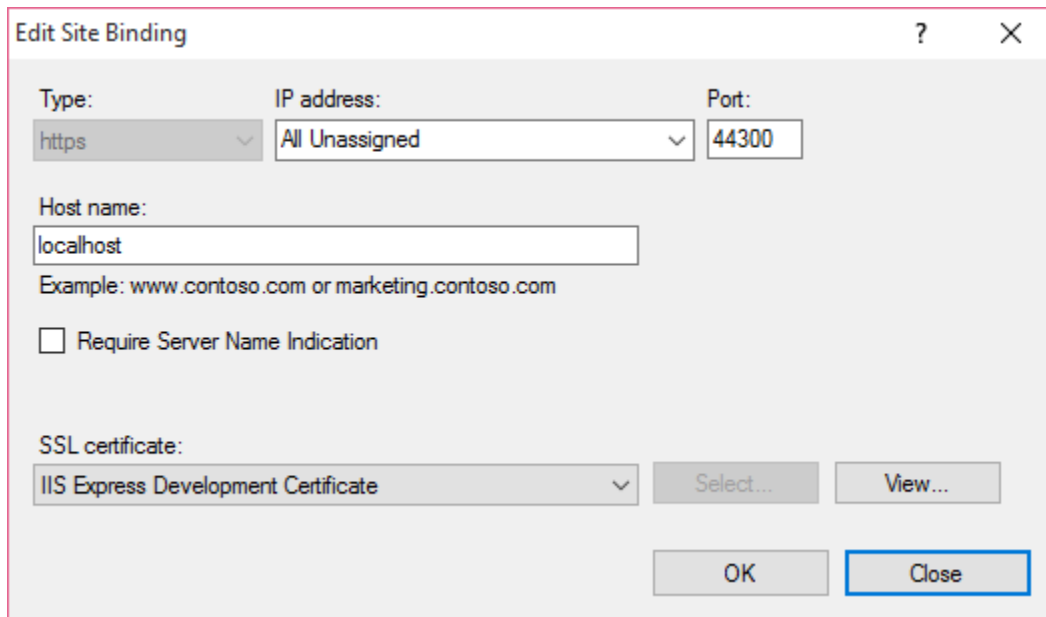 Edit Site Binding ?
Type: IP address: Port:
https All Unassigned 44300
Host name:
localhost
Example: www.contoso.com or marketing.contoso.com
Require Server Name Indication
SSL certificate:
IIS Express Development Certificate Select... View...
OK Close